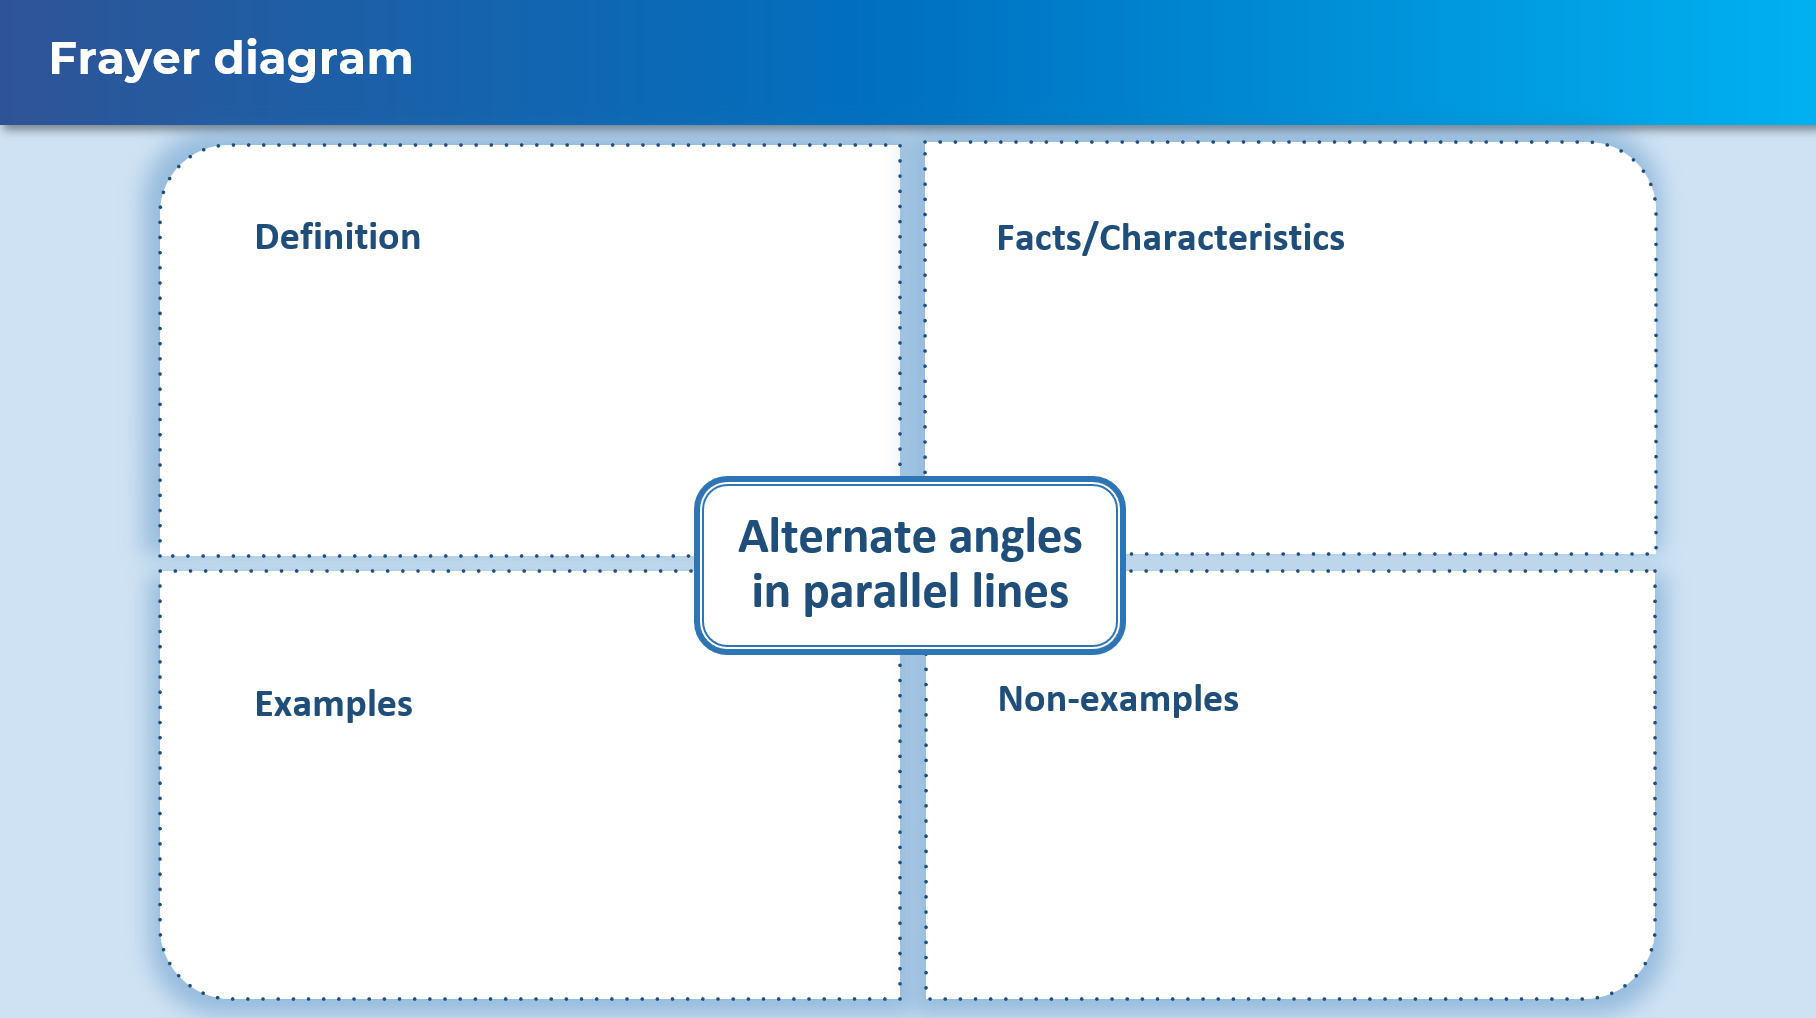 Frayer diagram
Definition
Facts/Characteristics
Alternate angles
in parallel lines
Examples
Non-examples